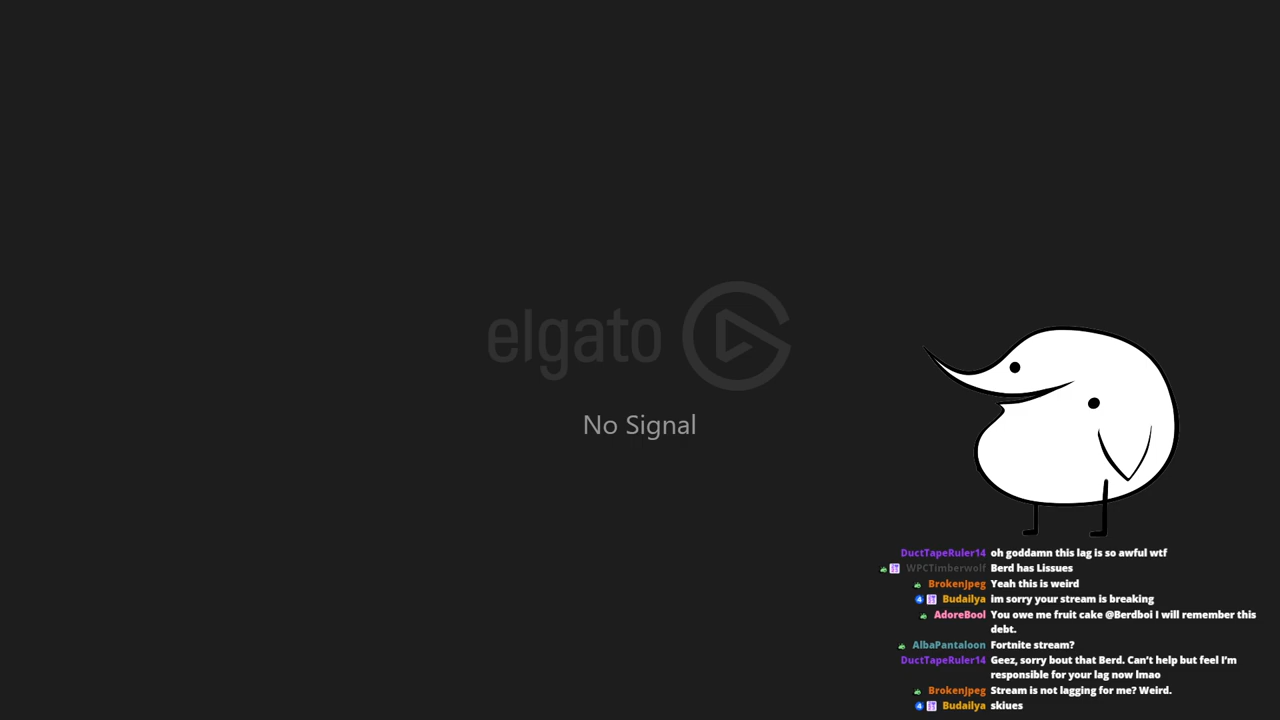 elgato
No Signal
DuctTapeRuler14 oh goddamn this lag is so awful wtf
WPCTimberwolf Berd has Lissues
BrokenJpeg Yeah this is weird
4 Budailya Im sorry your stream is breaking
AdoreBool You owe me fruit cake @Berdboi I will remember this
debt.
AlbaPantaloon Fortnite stream?
DuctTapeRuler14 Geez, sorry bout that Berd. Can't help but feel I'm
responsible for your lag now lmao
BrokenJpeg Stream is not lagging for me? Weird.
4 Budailya skiues